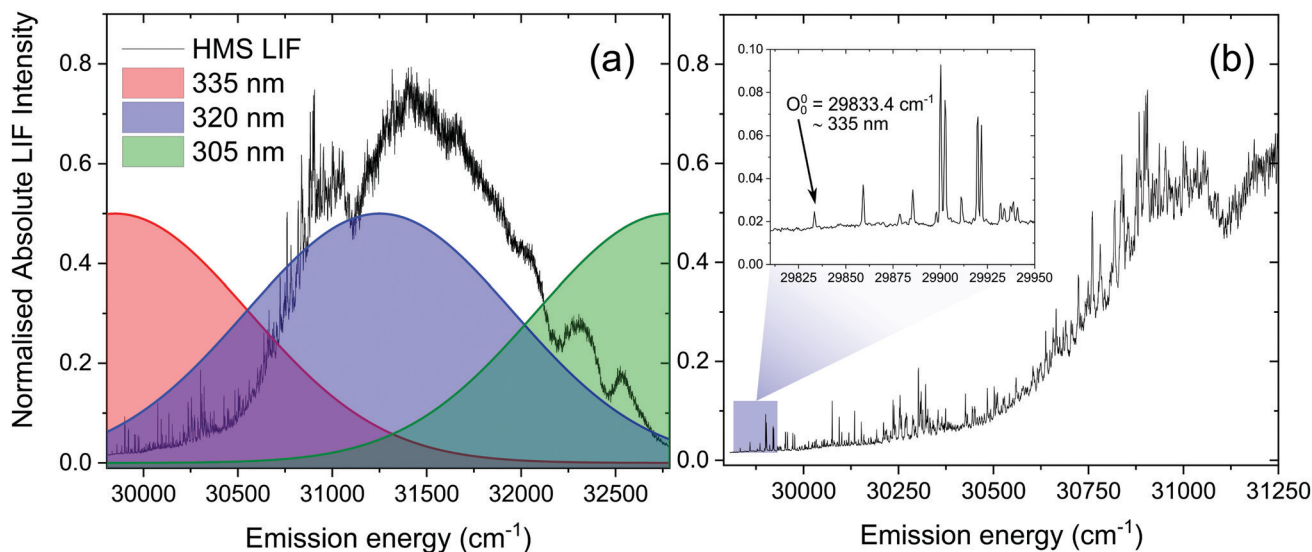 Normalised Absolute LIF Intensity
(a)
HMS LIF
335 nm
320 nm
305 nm
0.8
0.6
0.4
0.2
0.0
30000 30500 31000 31500 32000 32500
Emission energy (cm⁻¹)
(b)
0.8
0.6
0.4
0.2
0.0
0.10
0.08
0.06
0.04
0.02
0.00
O⁰₀ = 29833.4 cm⁻¹
~ 335 nm
29825 29850 29875 29900 29925 29950
30000 30250 30500 30750 31000 31250
Emission energy (cm⁻¹)